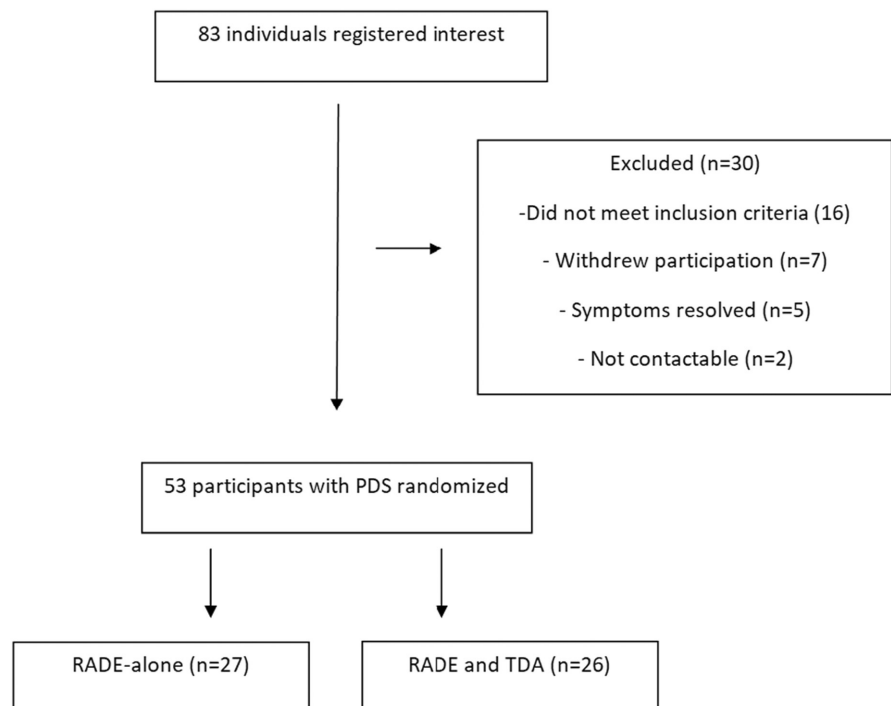 83 individuals registered interest
Excluded (n=30)
-Did not meet inclusion criteria (16)
- Withdrew participation (n=7)
- Symptoms resolved (n=5)
- Not contactable (n=2)
53 participants with PDS randomized
RADE-alone (n=27)
RADE and TDA (n=26)